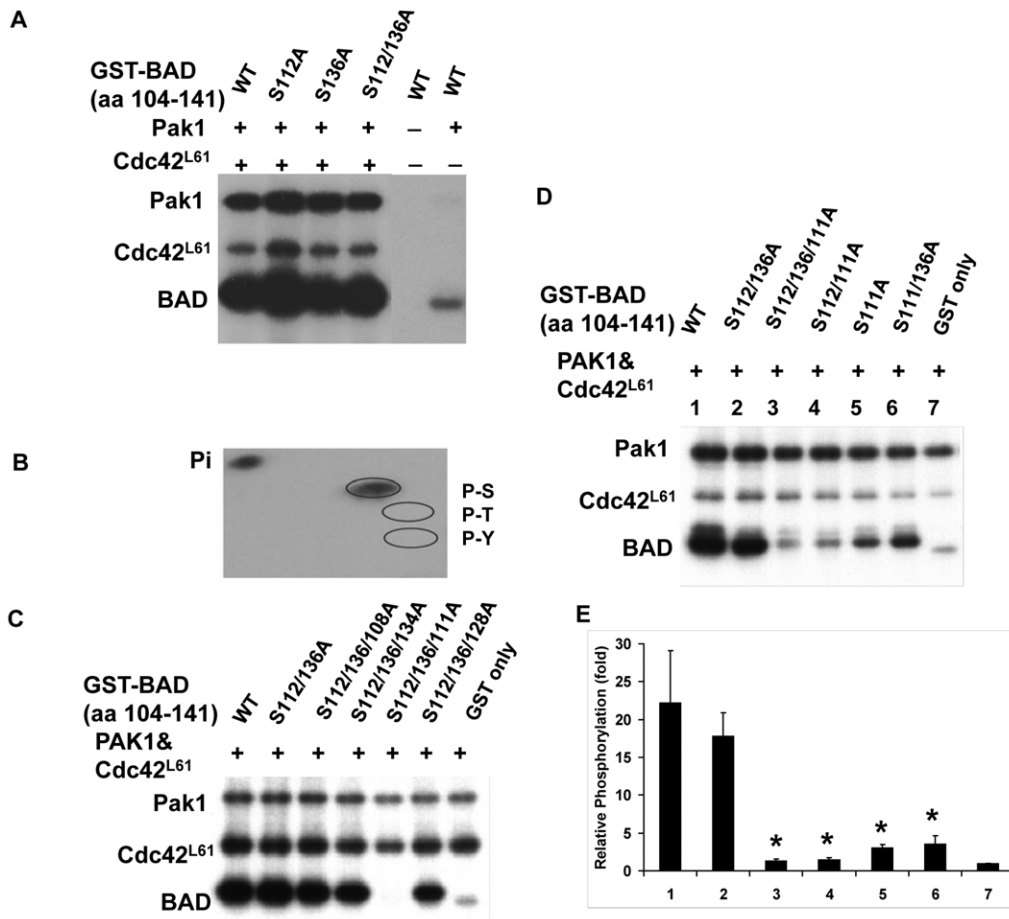 A
GST-BAD
(aa 104-141)
WT S112A S136A S112/136A WT WT
Pak1 + + + + – +
Cdc42L61 + + + + – –
Pak1
Cdc42L61
BAD
B
Pi
P-S
P-T
P-Y
C
GST-BAD
(aa 104-141)
WT S112/136A S112/136/108A S112/136/134A S112/136/111A S112/136/128A GST only
PAK1&
Cdc42L61
+ + + + + + +
Pak1
Cdc42L61
BAD
D
GST-BAD
(aa 104-141)
WT S112/136A S112/136/111A S112/111A S11A S11/136A GST only
PAK1&
Cdc42L61
+ + + + + + +
1 2 3 4 5 6 7
Pak1
Cdc42L61
BAD
E
Relative Phosphorylation (fold)
30
25
20
15
10
5
0
* * * *
1 2 3 4 5 6 7